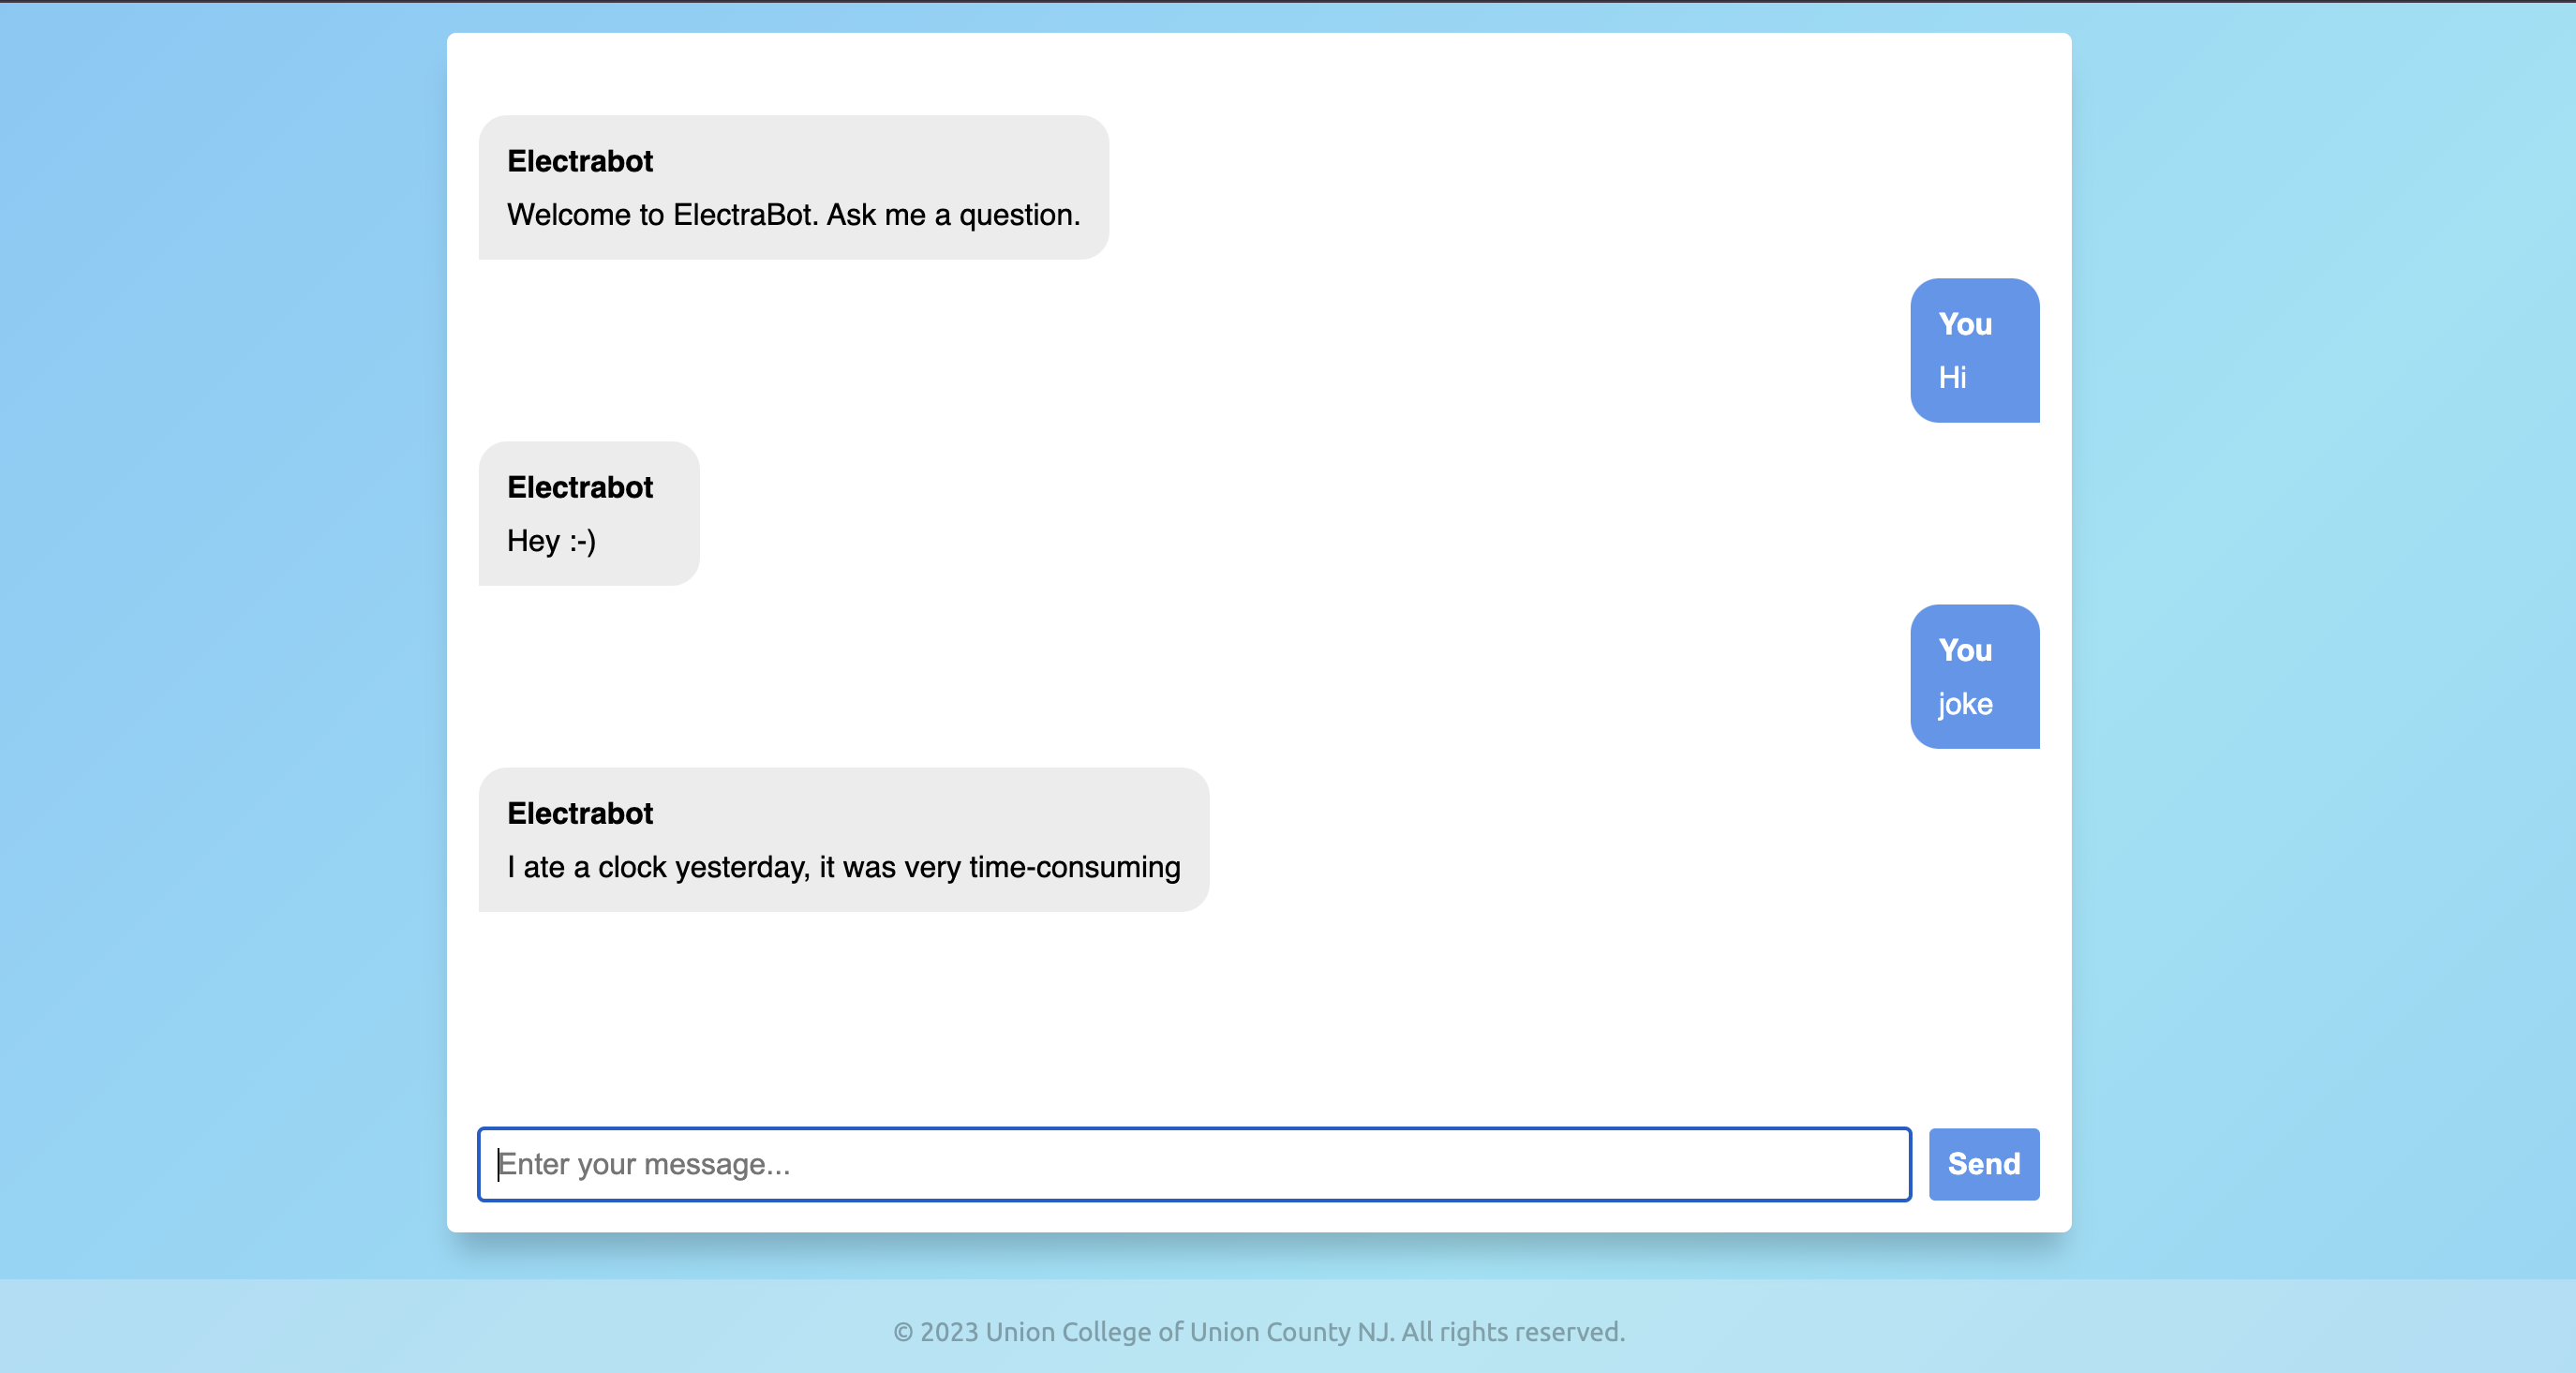 Electrabot
Welcome to ElectraBot. Ask me a question.
You
Hi
Electrabot
Hey :-)
You
joke
Electrabot
I ate a clock yesterday, it was very time-consuming
Enter your message...
Send
© 2023 Union College of Union County NJ. All rights reserved.